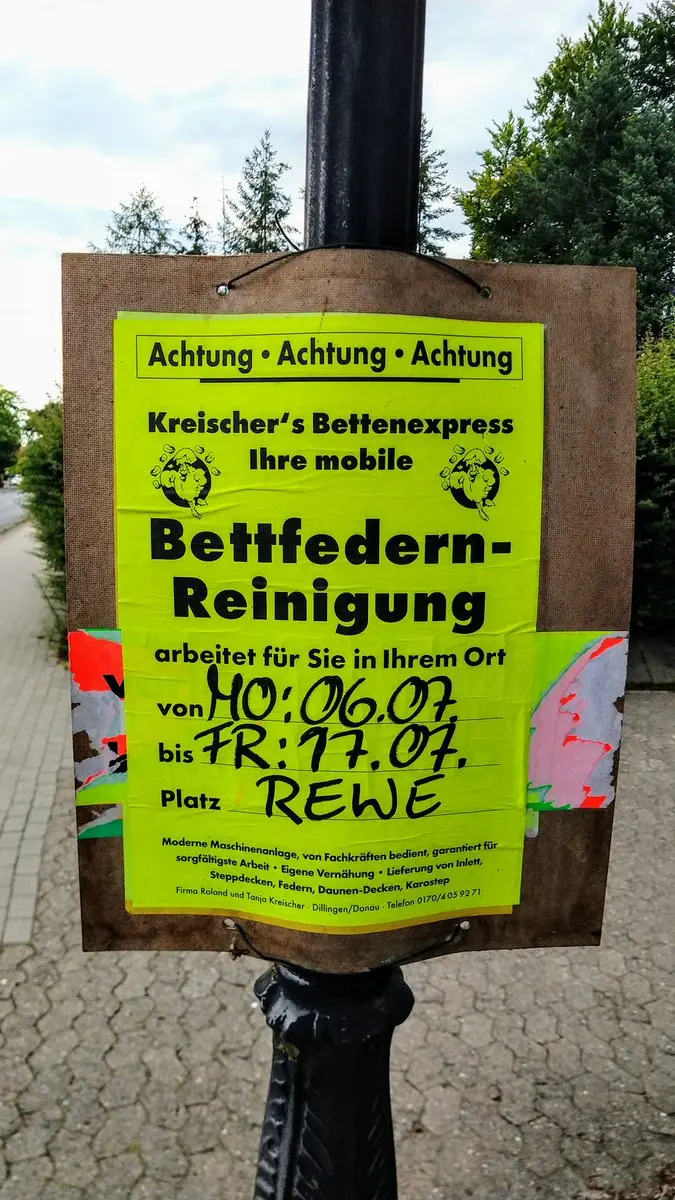 Achtung • Achtung • Achtung
Kreischer‘s Bettenexpress
Ihre mobile
Bettfedern-
Reinigung
arbeitet für Sie in Ihrem Ort
von MO: 06.07.
bis FR: 17.07.
Platz REWE
Moderne Maschinenanlage, von Fachkräften bedient, garantiert für
sorgfältigste Arbeit • Eigene Vernähung • Lieferung von Inlett,
Steppdecken, Federn, Daunen-Decken, Karostep
Firma Roland und Tanja Kreischer · Dillingen/Donau · Telefon 0170/4 05 92 71